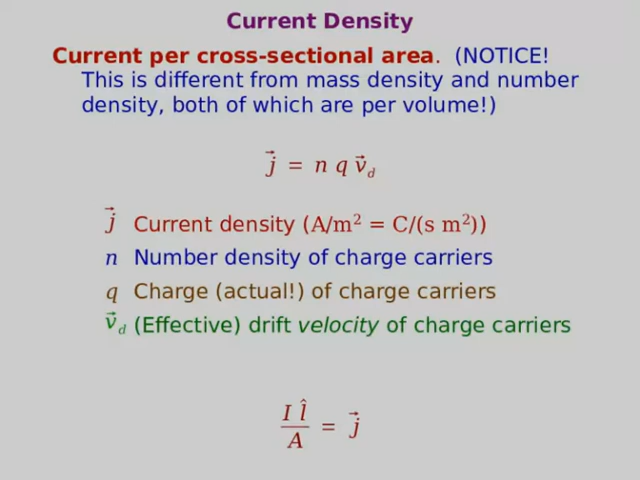 Current Density
Current per cross-sectional area. (NOTICE!
This is different from mass density and number
density, both of which are per volume!)
j⃗ = n q v⃗_d
j⃗ Current density (A/m² = C/(s m²))
n Number density of charge carriers
q Charge (actual!) of charge carriers
v⃗_d (Effective) drift velocity of charge carriers
I l̂ / A = j⃗